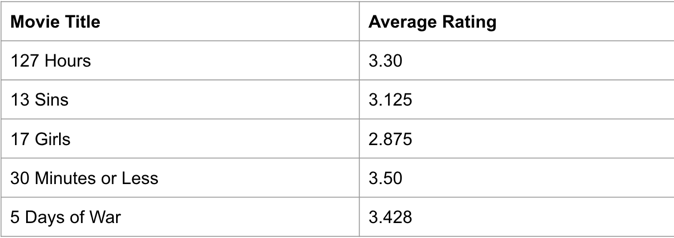 Movie Title Average Rating
127 Hours 3.30
13 Sins 3.125
17 Girls 2.875
30 Minutes or Less 3.50
5 Days of War 3.428